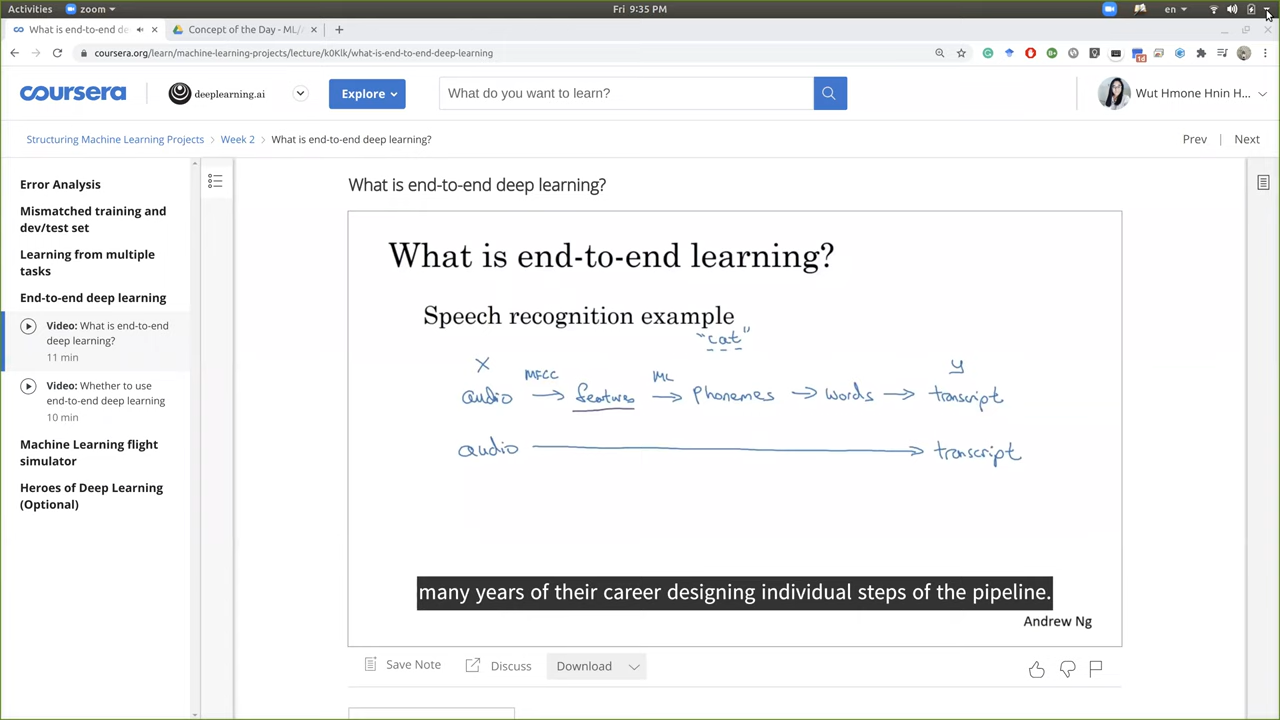 Activities zoom Fri 9:35 PM en
What is end-to-end de Concept of the Day - ML/
coursera.org/learn/machine-learning-projects/lecture/k0Klk/what-is-end-to-end-deep-learning
coursera deeplearning.ai Explore What do you want to learn? Wut Hmone Hnin H...
Structuring Machine Learning Projects > Week 2 > What is end-to-end deep learning? Prev | Next
Error Analysis
Mismatched training and
dev/test set
Learning from multiple
tasks
End-to-end deep learning
Video: What is end-to-end
deep learning?
11 min
Video: Whether to use
end-to-end deep learning
10 min
Machine Learning flight
simulator
Heroes of Deep Learning
(Optional)
What is end-to-end deep learning?
What is end-to-end learning?
Speech recognition example
"cat"
X MFCC ML y
audio → features → phonemes → words → transcript
audio → transcript
many years of their career designing individual steps of the pipeline.
Andrew Ng
Save Note Discuss Download